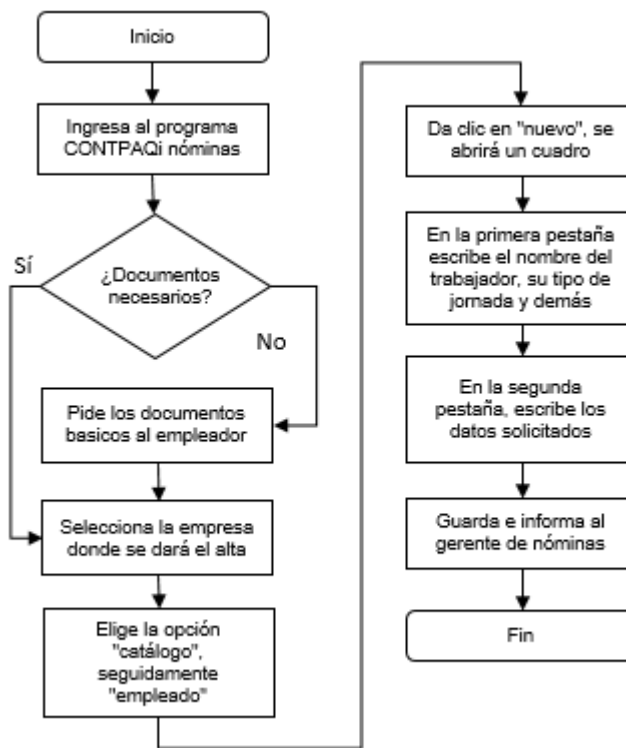 Inicio
Ingresa al programa
CONTPAQi nóminas
¿Documentos
necesarios?
Sí
No
Pide los documentos
basicos al empleador
Selecciona la empresa
donde se dará el alta
Elige la opción
"catálogo",
seguidamente
"empleado"
Da clic en "nuevo", se
abrirá un cuadro
En la primera pestaña
escribe el nombre del
trabajador, su tipo de
jornada y demás
En la segunda
pestaña, escribe los
datos solicitados
Guarda e informa al
gerente de nóminas
Fin